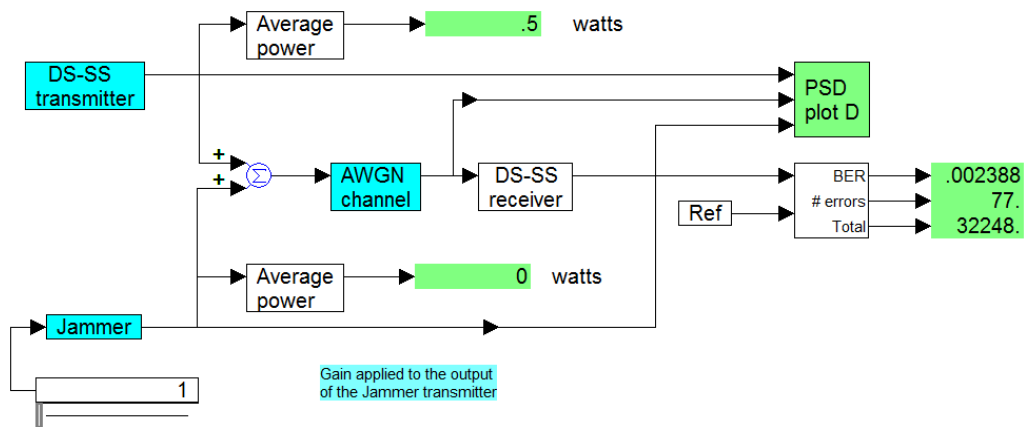 Average
power
.5 watts
DS-SS
transmitter
PSD
plot D
+
+
Σ
AWGN
channel
DS-SS
receiver
BER
# errors
Total
.002388
77.
32248.
Ref
Average
power
0 watts
Jammer
1
Gain applied to the output
of the Jammer transmitter